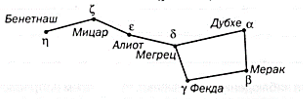 Бенетнаш
η
ζ
Мицар
ε
Алиот
δ
Мегрец
Дубхе
α
Мерак
β
γ Фекда